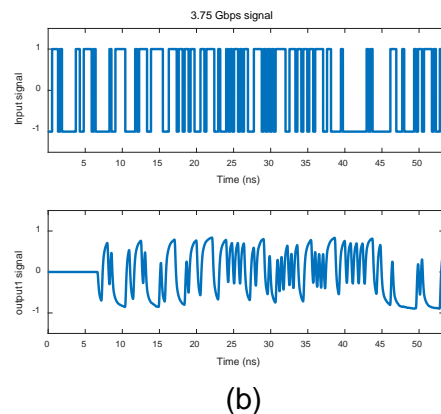 3.75 Gbps signal
Input signal
1
0
-1
5 10 15 20 25 30 35 40 45 50
Time (ns)
output1 signal
1
0
-1
0 5 10 15 20 25 30 35 40 45 50
Time (ns)
(b)